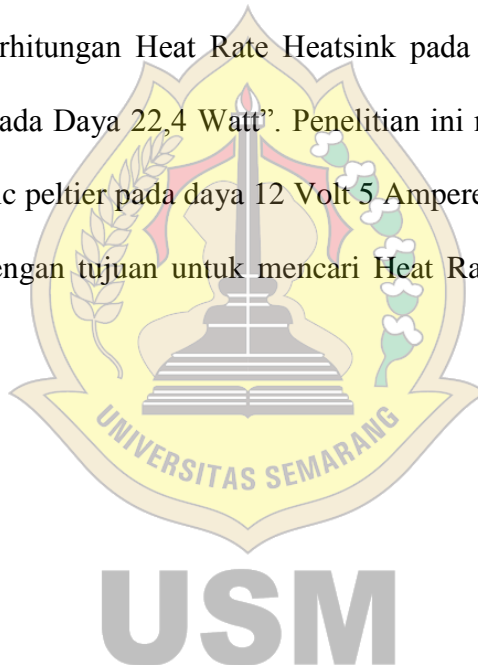 rhitungan Heat Rate Heatsink pada
ada Daya 22,4 Watt”. Penelitian ini
ic peltier pada daya 12 Volt 5 Ampere
engan tujuan untuk mencari Heat Ra
UNIVERSITAS SEMARANG
USM